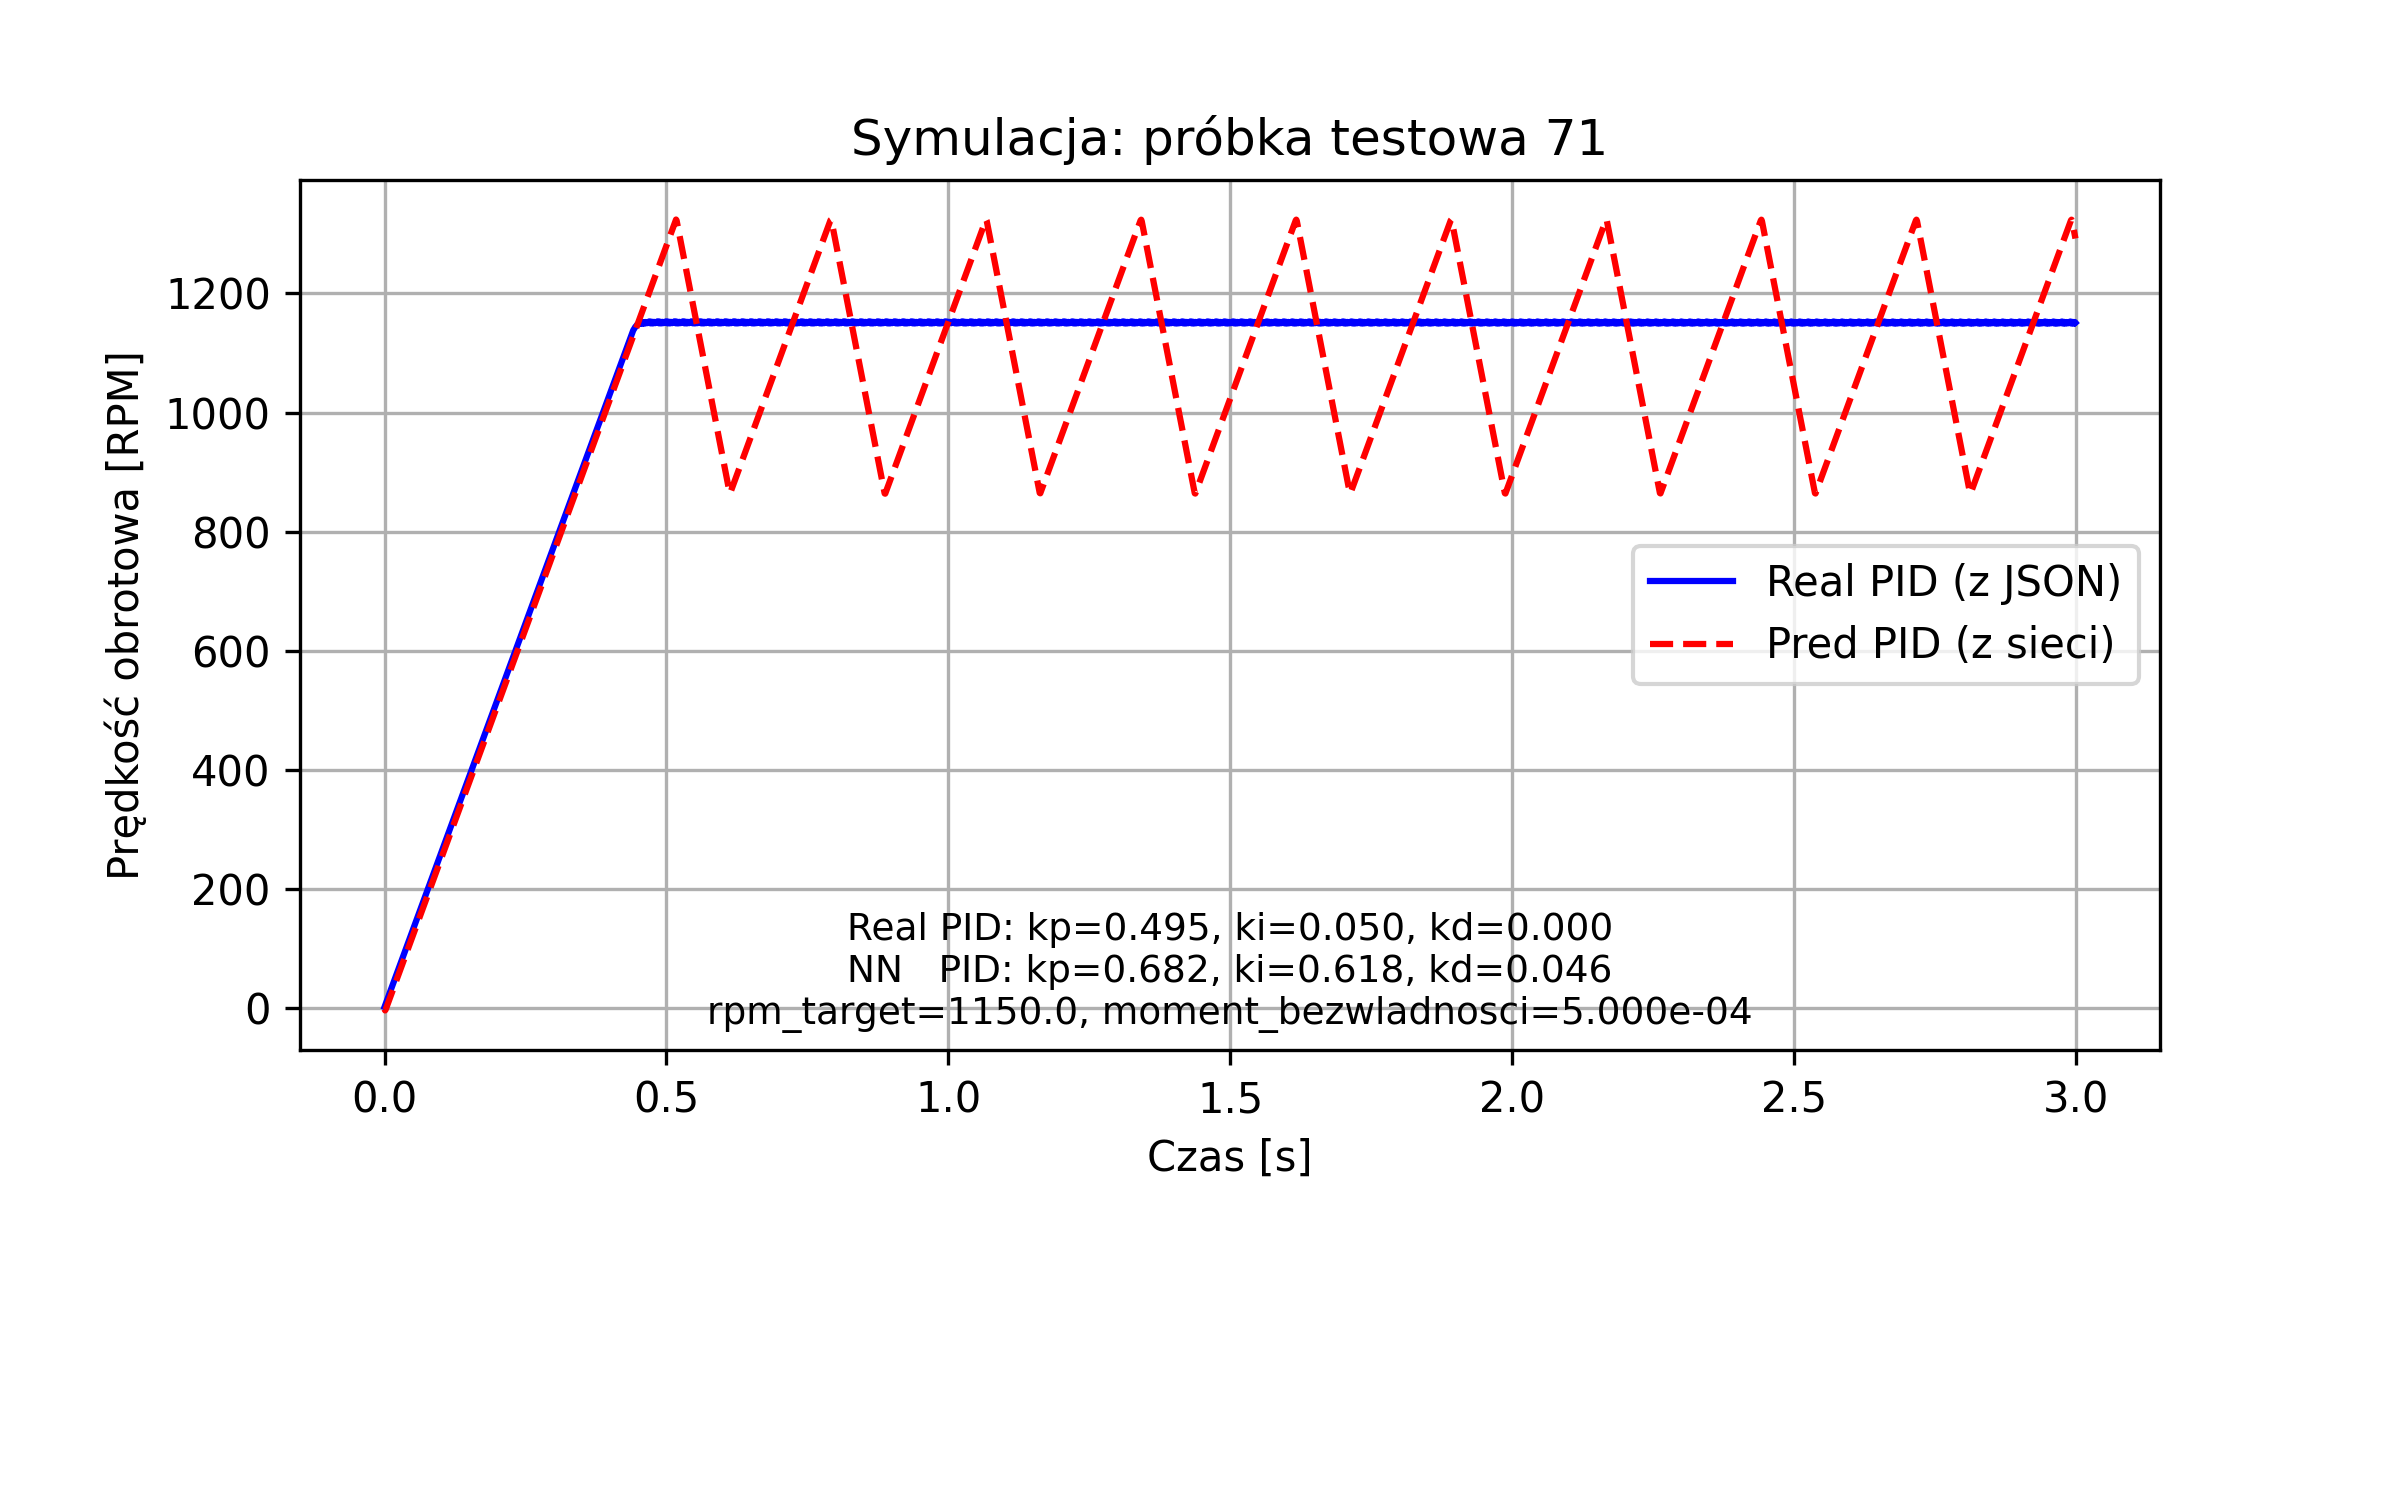 Symulacja: próbka testowa 71
Prędkość obrotowa [RPM]
1200
1000
800
600
400
200
0
Real PID (z JSON)
Pred PID (z sieci)
Real PID: kp=0.495, ki=0.050, kd=0.000
NN   PID: kp=0.682, ki=0.618, kd=0.046
rpm_target=1150.0, moment_bezwladnosci=5.000e-04
0.0 0.5 1.0 1.5 2.0 2.5 3.0
Czas [s]